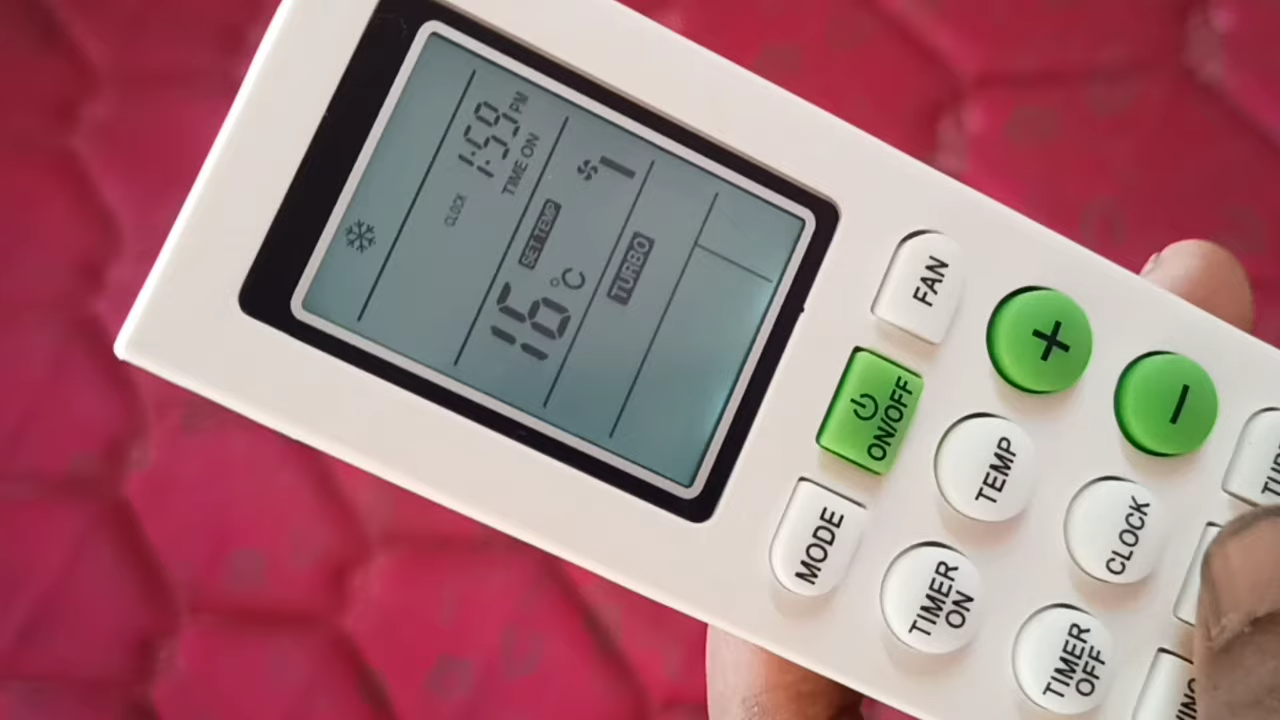 CLOCK
1:59 PM
TIME ON
SET TEMP
16°C
1
TURBO
MODE
ON/OFF
FAN
TEMP
+
TIMER
ON
CLOCK
-
TIMER
OFF